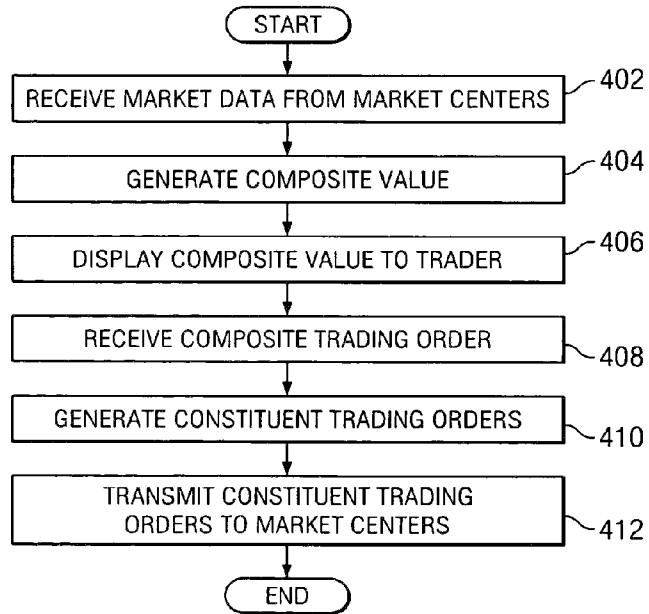 START
RECEIVE MARKET DATA FROM MARKET CENTERS
402
GENERATE COMPOSITE VALUE
404
DISPLAY COMPOSITE VALUE TO TRADER
406
RECEIVE COMPOSITE TRADING ORDER
408
GENERATE CONSTITUENT TRADING ORDERS
410
TRANSMIT CONSTITUENT TRADING
ORDERS TO MARKET CENTERS
412
END